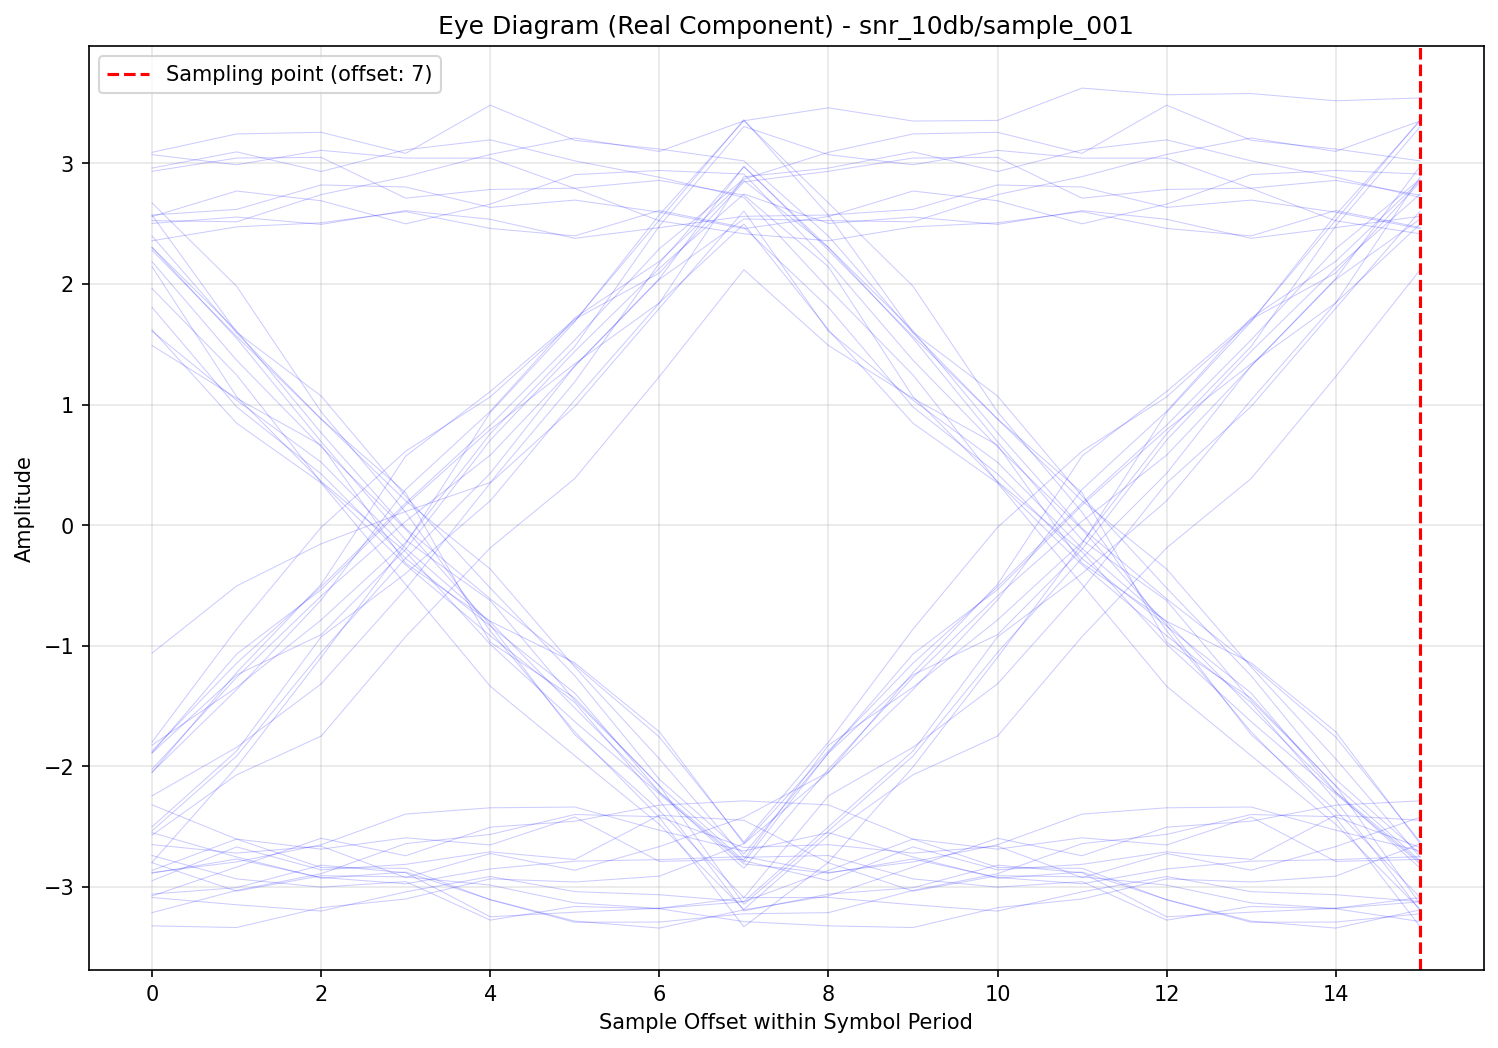 Eye Diagram (Real Component) - snr_10db/sample_001
Sampling point (offset: 7)
3
2
1
0
−1
−2
−3
Amplitude
0 2 4 6 8 10 12 14
Sample Offset within Symbol Period